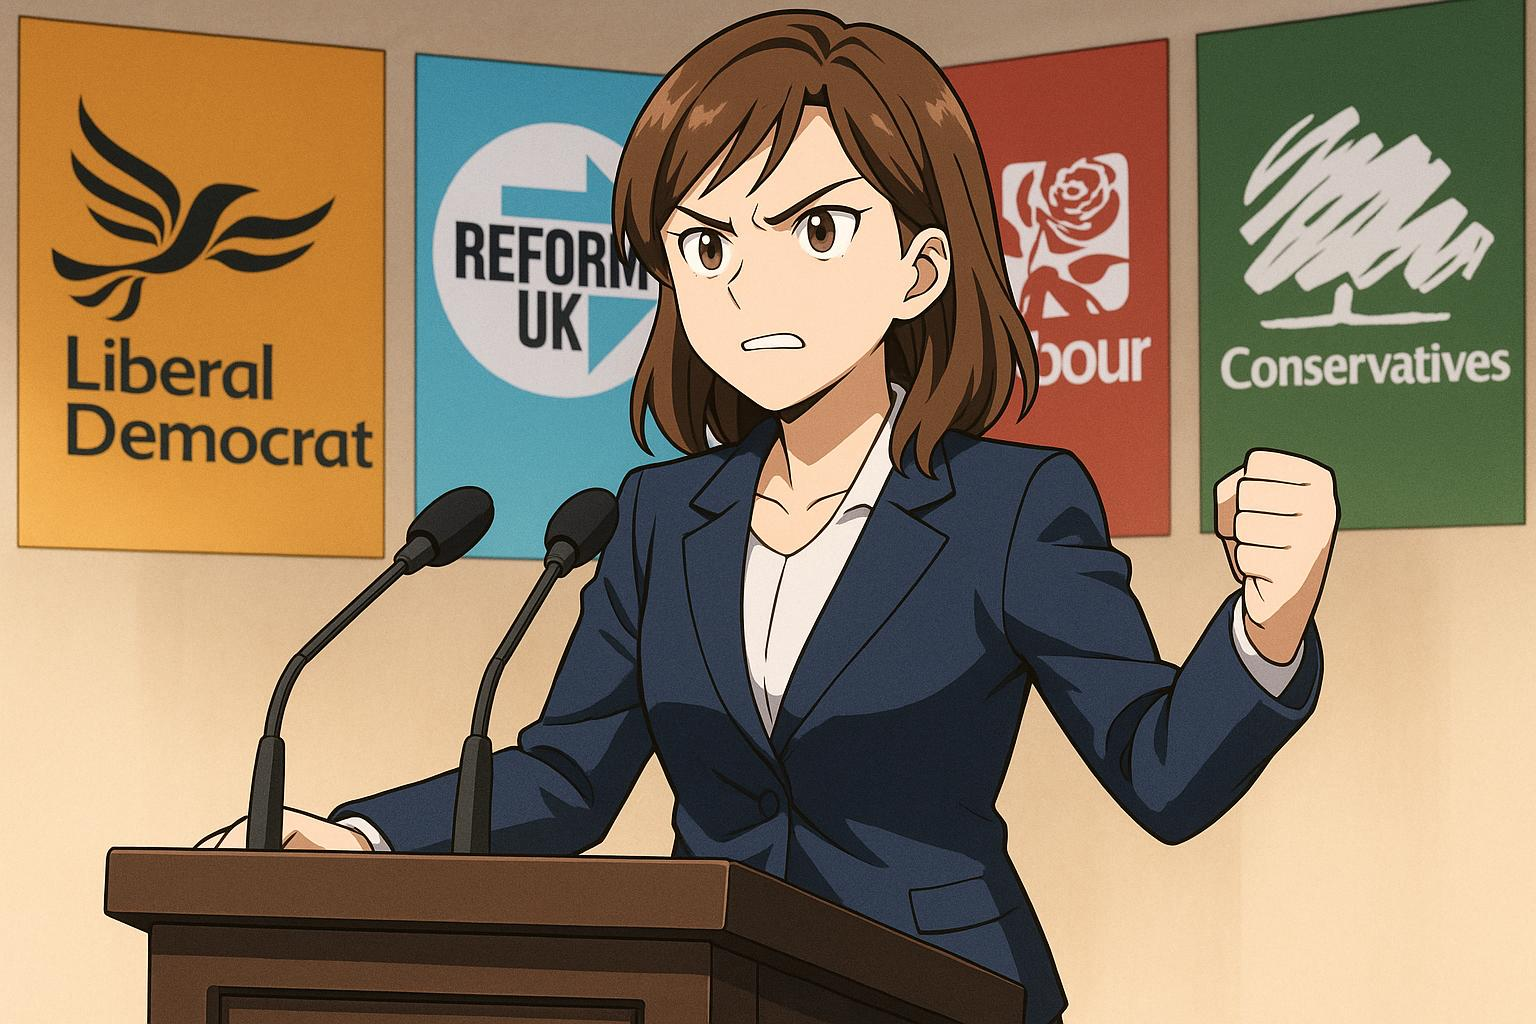 Liberal
Democrat
REFORM
UK
bour
Conservatives